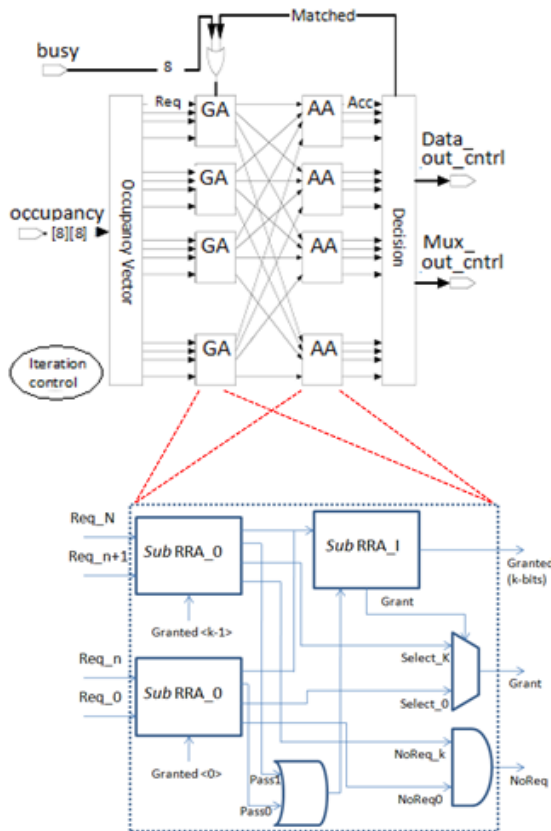 Matched
busy
8
Req
GA
AA
Acc
Data_
out_cntrl
GA
AA
Occupancy Vector
Decision
occupancy
[8][8]
GA
AA
Mux_
out_cntrl
GA
AA
Iteration
control
Req_N
Sub RRA_0
Sub RRA_I
Req_n+1
Granted
(k-bits)
Grant
Granted <k-1>
Req_n
Select_K
Sub RRA_0
Grant
Req_0
Select_0
NoReq_k
Granted <0>
Pass1
NoReq
Pass0
NoReq0